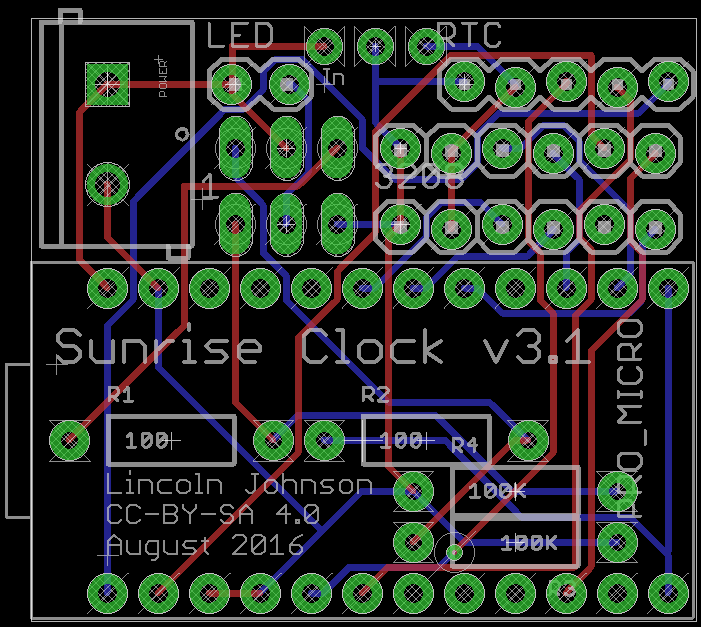 LED
RTC
POWER
In
1
3208
Sunrise Clock v3.1
PRO_MICRO
R1
R2
100
100
R4
100K
Lincoln Johnson
CC-BY-SA 4.0
100K
August 2016
R3